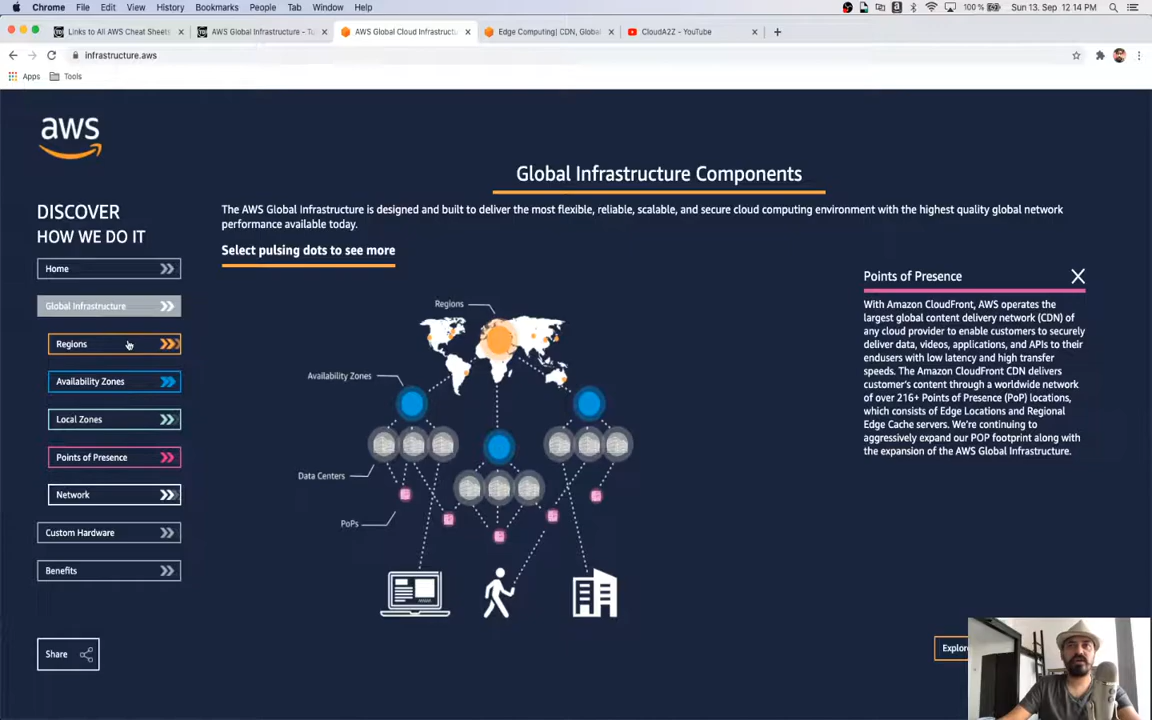 Chrome File Edit View History Bookmarks People Tab Window Help
100 % Sun 13. Sep 12:14 PM
Links to All AWS Cheat Sheets
AWS Global Infrastructure - Tu
AWS Global Cloud Infrastructu
Edge Computing| CDN, Global
CloudA2Z - YouTube
infrastructure.aws
Apps Tools
aws
Global Infrastructure Components
The AWS Global Infrastructure is designed and built to deliver the most flexible, reliable, scalable, and secure cloud computing environment with the highest quality global network
performance available today.
Select pulsing dots to see more
DISCOVER
HOW WE DO IT
Home
Global Infrastructure
Regions
Availability Zones
Local Zones
Points of Presence
Network
Custom Hardware
Benefits
Share
Regions
Availability Zones
Data Centers
PoPs
Points of Presence
With Amazon CloudFront, AWS operates the
largest global content delivery network (CDN) of
any cloud provider to enable customers to securely
deliver data, videos, applications, and APIs to their
endusers with low latency and high transfer
speeds. The Amazon CloudFront CDN delivers
customer's content through a worldwide network
of over 216+ Points of Presence (PoP) locations,
which consists of Edge Locations and Regional
Edge Cache servers. We're continuing to
aggressively expand our POP footprint along with
the expansion of the AWS Global Infrastructure.
Explore